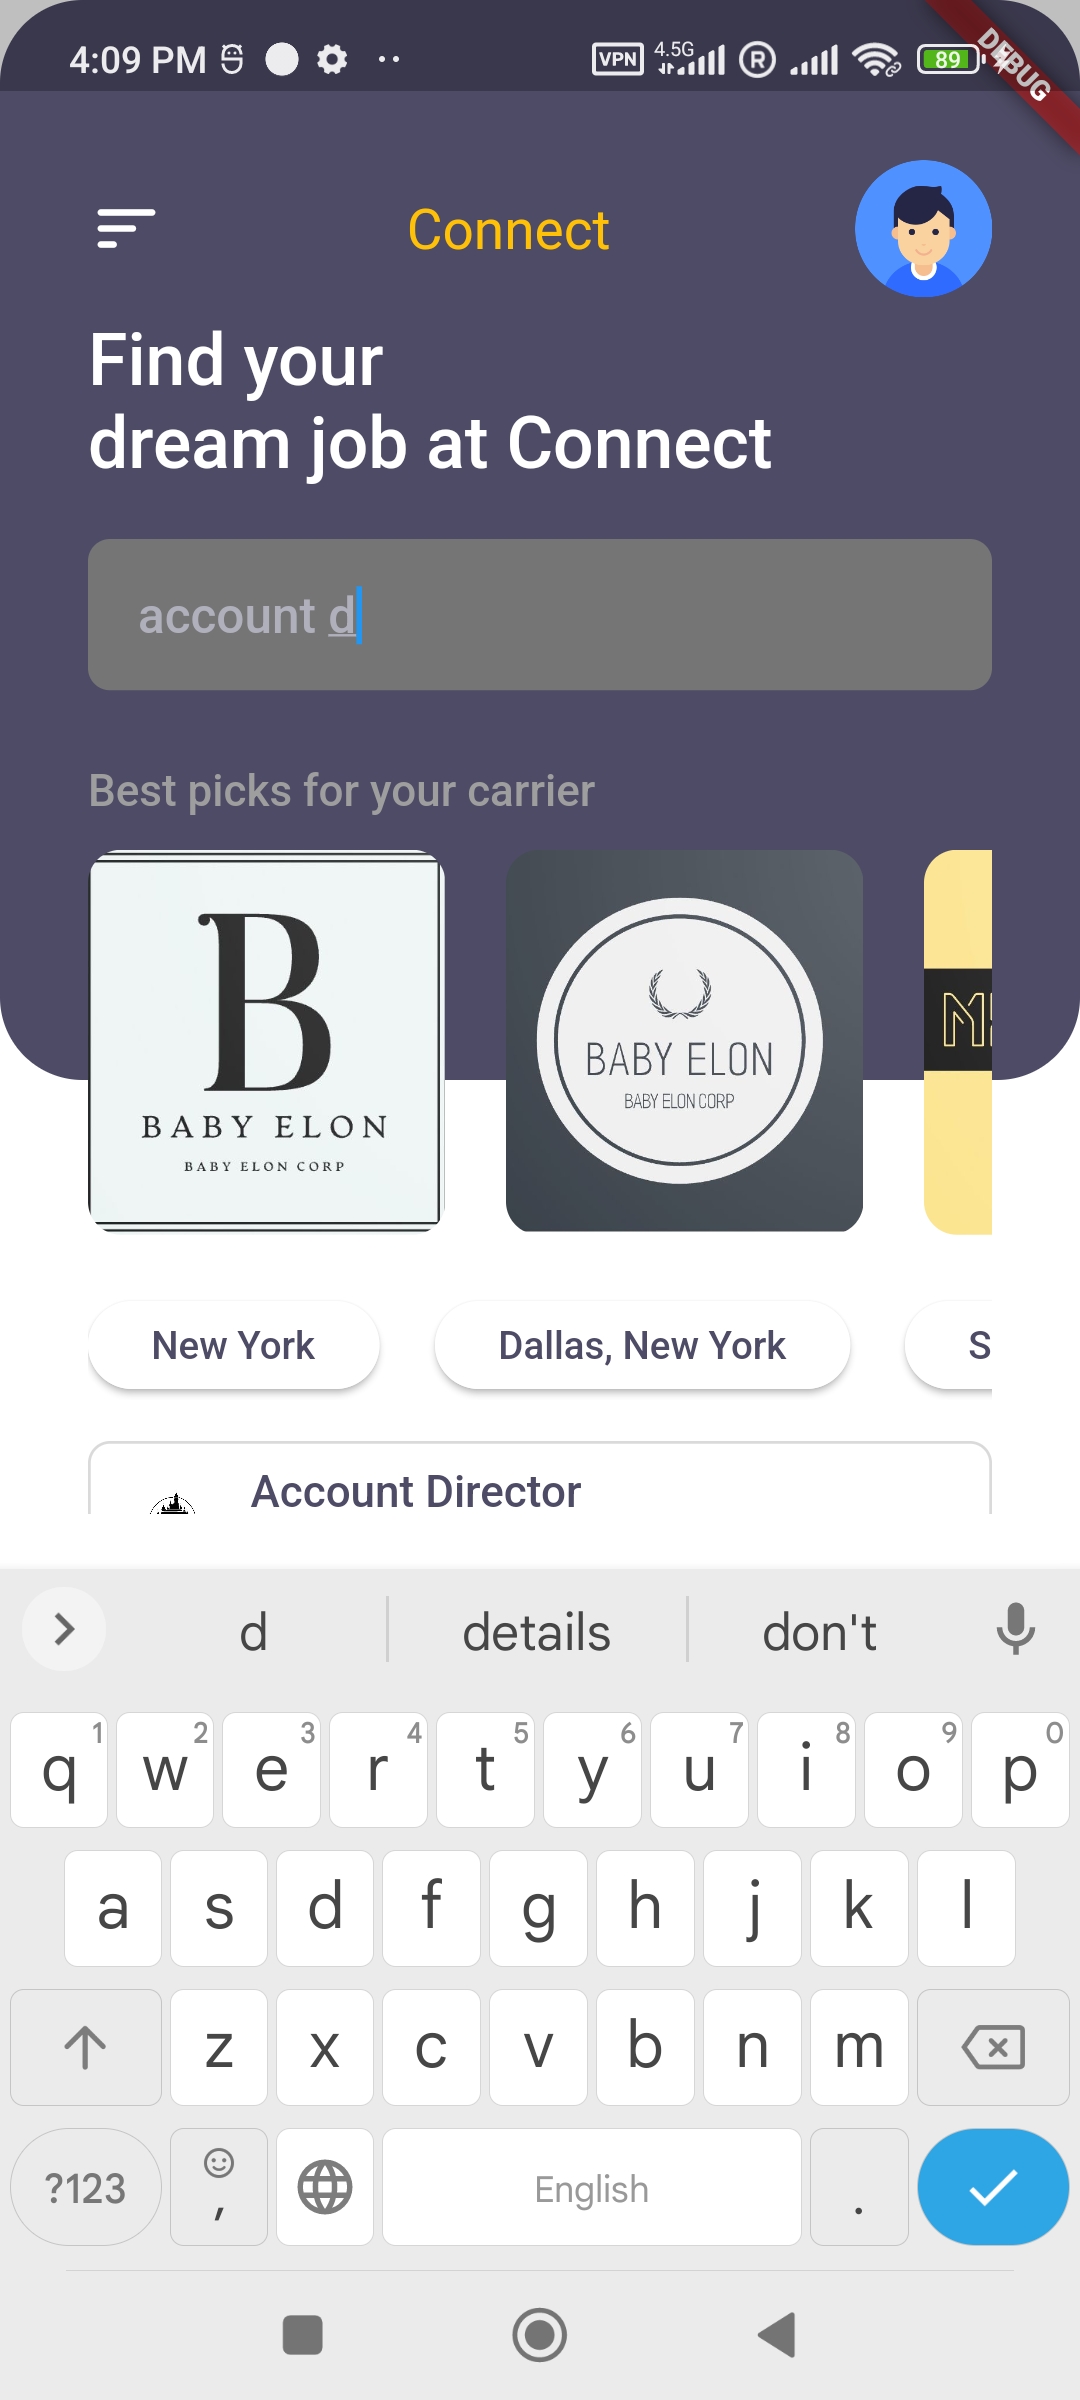 4:09 PM
VPN
4.5G
R
89
DEBUG
Connect
Find your
dream job at Connect
account d
Best picks for your carrier
B
BABY ELON
BABY ELON CORP
BABY ELON
BABY ELON CORP
New York
Dallas, New York
S
Account Director
d details don't
1 2 3 4 5 6 7 8 9 0
q w e r t y u i o p
a s d f g h j k l
z x c v b n m
?123 , English .